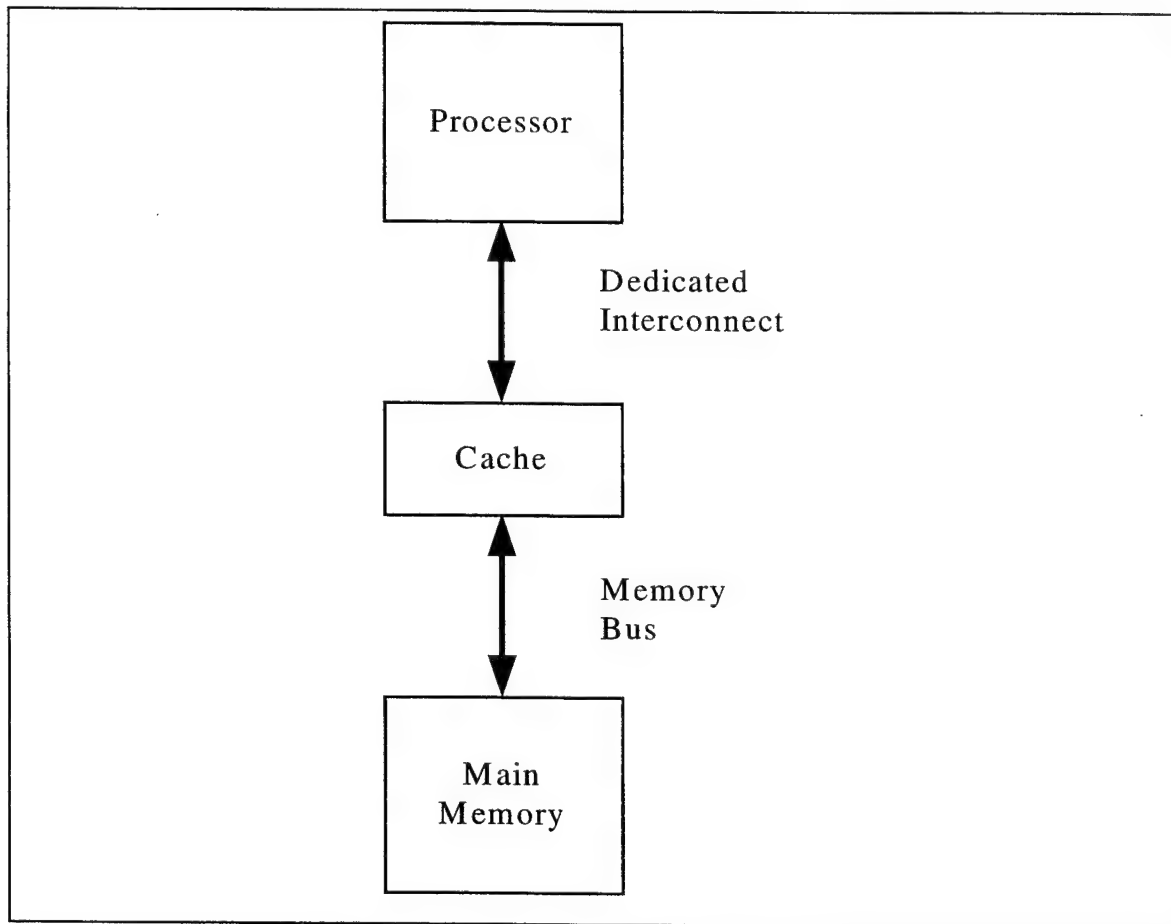 Processor
Dedicated
Interconnect
Cache
Memory
Bus
Main
Memory